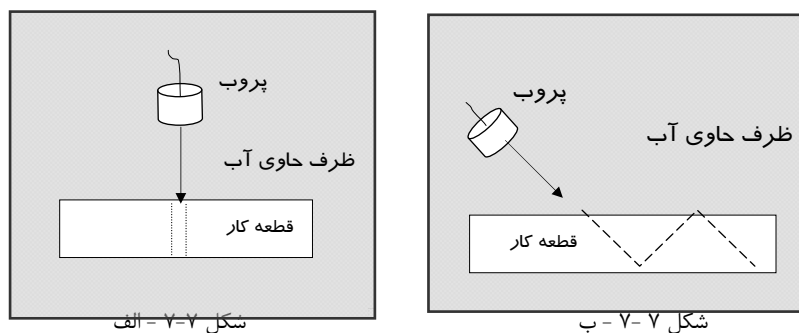 پروب
ظرف حاوی آب
قطعه کار
شکل ۷-۷ - الف
پروب
ظرف حاوی آب
قطعه کار
شکل ۷ -۷ - ب